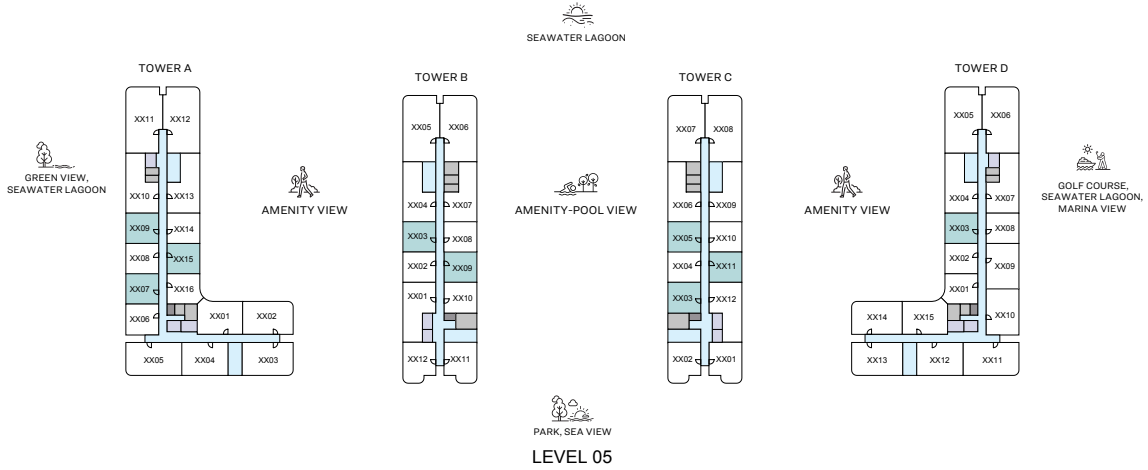 SEAWATER LAGOON
TOWER A
TOWER B
TOWER C
TOWER D
XX11 XX12
XX10 XX13
XX09 XX14
XX08 XX15
XX07 XX16
XX06 XX01 XX02
XX05 XX04 XX03
XX05 XX06
XX04 XX07
XX03 XX08
XX02 XX09
XX01 XX10
XX12 XX11
XX07 XX08
XX06 XX09
XX05 XX10
XX04 XX11
XX03 XX12
XX02 XX01
XX05 XX06
XX04 XX07
XX03 XX08
XX02 XX09
XX01
XX10
XX14 XX15
XX13 XX12 XX11
GREEN VIEW,
SEAWATER LAGOON
AMENITY VIEW
AMENITY-POOL VIEW
AMENITY VIEW
GOLF COURSE,
SEAWATER LAGOON,
MARINA VIEW
PARK, SEA VIEW
LEVEL 05